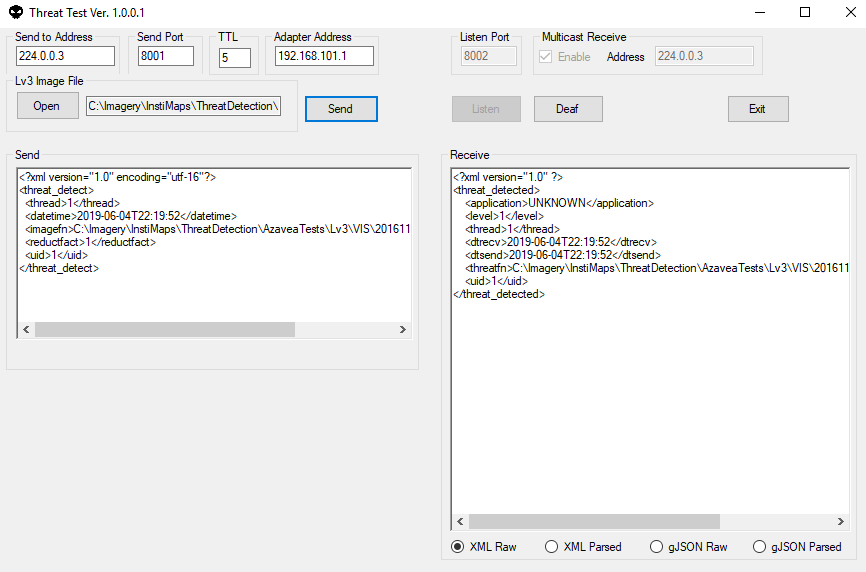 Threat Test Ver. 1.0.0.1
Send to Address Send Port TTL Adapter Address Listen Port Multicast Receive
224.0.0.3 8001 5 192.168.101.1 8002 Enable Address 224.0.0.3
Lv3 Image File
Open C:\Imagery\InstiMaps\ThreatDetection\ Send Listen Deaf Exit
Send
<?xml version="1.0" encoding="utf-16"?>
<threat_detect>
<thread>1</thread>
<datetime>2019-06-04T22:19:52</datetime>
<imagefn>C:\Imagery\InstiMaps\ThreatDetection\AzaveaTests\Lv3\VIS\201611
<reductfact>1</reductfact>
<uid>1</uid>
</threat_detect>
Receive
<?xml version="1.0" ?>
<threat_detected>
<application>UNKNOWN</application>
<level>1</level>
<thread>1</thread>
<dtrecv>2019-06-04T22:19:52</dtrecv>
<dtsend>2019-06-04T22:19:52</dtsend>
<threatfn>C:\Imagery\InstiMaps\ThreatDetection\AzaveaTests\Lv3\VIS\201611
<uid>1</uid>
</threat_detected>
XML Raw XML Parsed gJSON Raw gJSON Parsed